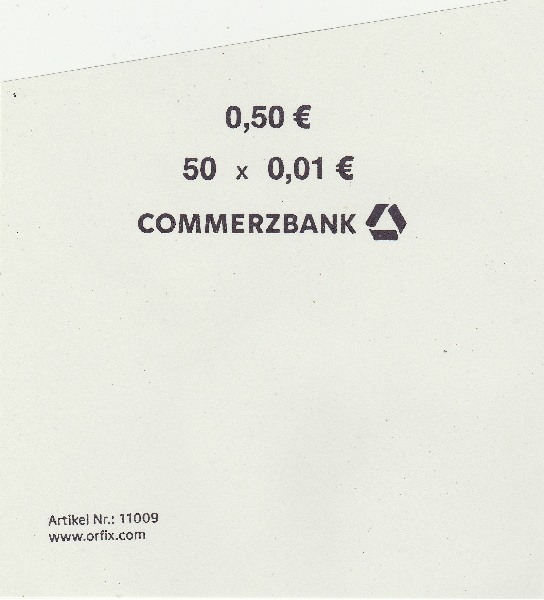 0,50 €
50 x 0,01 €
COMMERZBANK
Artikel Nr.: 11009
www.orfix.com